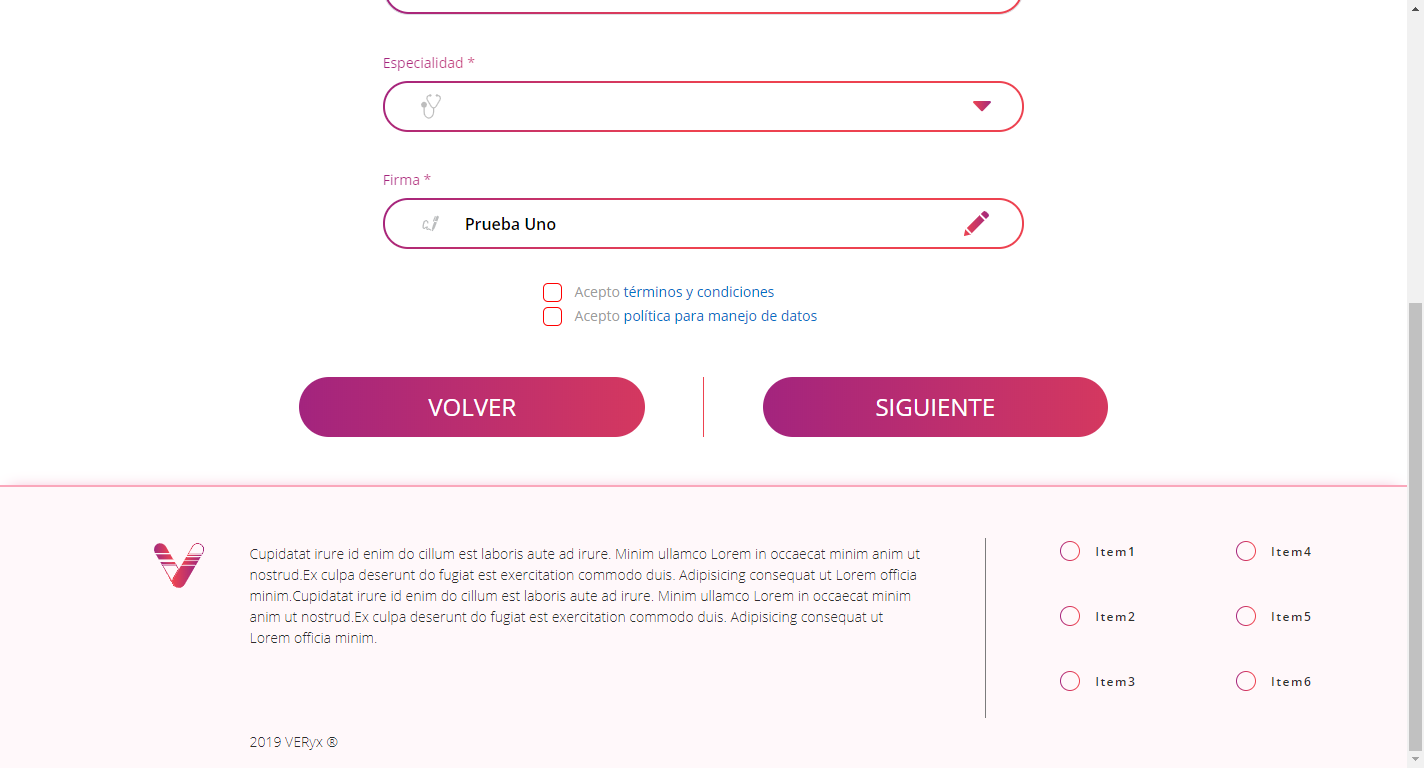 Especialidad *
Firma *
Prueba Uno
Acepto términos y condiciones
Acepto política para manejo de datos
VOLVER
SIGUIENTE
Cupidatat irure id enim do cillum est laboris aute ad irure. Minim ullamco Lorem in occaecat minim anim ut
nostrud.Ex culpa deserunt do fugiat est exercitation commodo duis. Adipisicing consequat ut Lorem officia
minim.Cupidatat irure id enim do cillum est laboris aute ad irure. Minim ullamco Lorem in occaecat minim
anim ut nostrud.Ex culpa deserunt do fugiat est exercitation commodo duis. Adipisicing consequat ut
Lorem officia minim.
2019 VERyx ®
Item1
Item4
Item2
Item5
Item3
Item6